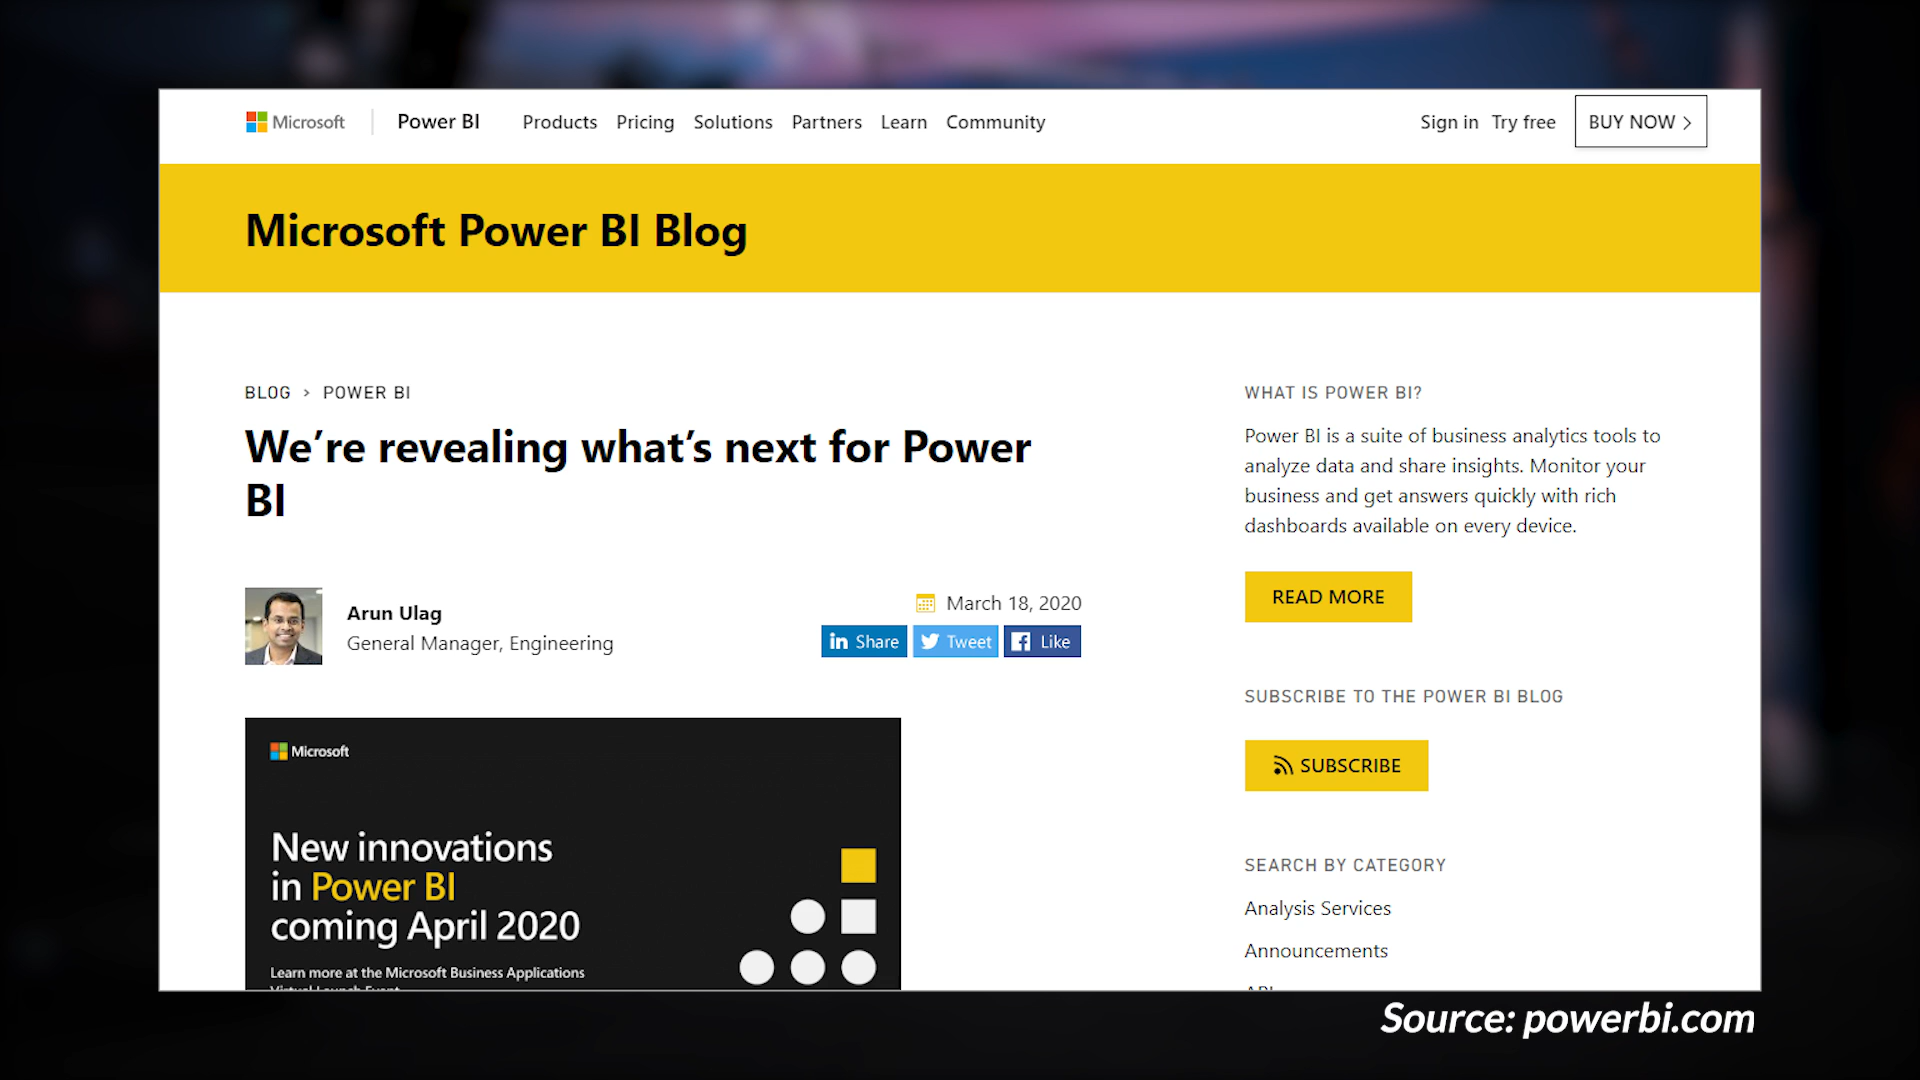 Microsoft Power BI Products Pricing Solutions Partners Learn Community Sign in Try free BUY NOW >
Microsoft Power BI Blog
BLOG > POWER BI
We’re revealing what’s next for Power
BI
Arun Ulag
General Manager, Engineering
March 18, 2020
in Share Tweet Like
Microsoft
New innovations
in Power BI
coming April 2020
Learn more at the Microsoft Business Applications
Virtual Launch Event
WHAT IS POWER BI?
Power BI is a suite of business analytics tools to
analyze data and share insights. Monitor your
business and get answers quickly with rich
dashboards available on every device.
READ MORE
SUBSCRIBE TO THE POWER BI BLOG
SUBSCRIBE
SEARCH BY CATEGORY
Analysis Services
Announcements
API
Source: powerbi.com